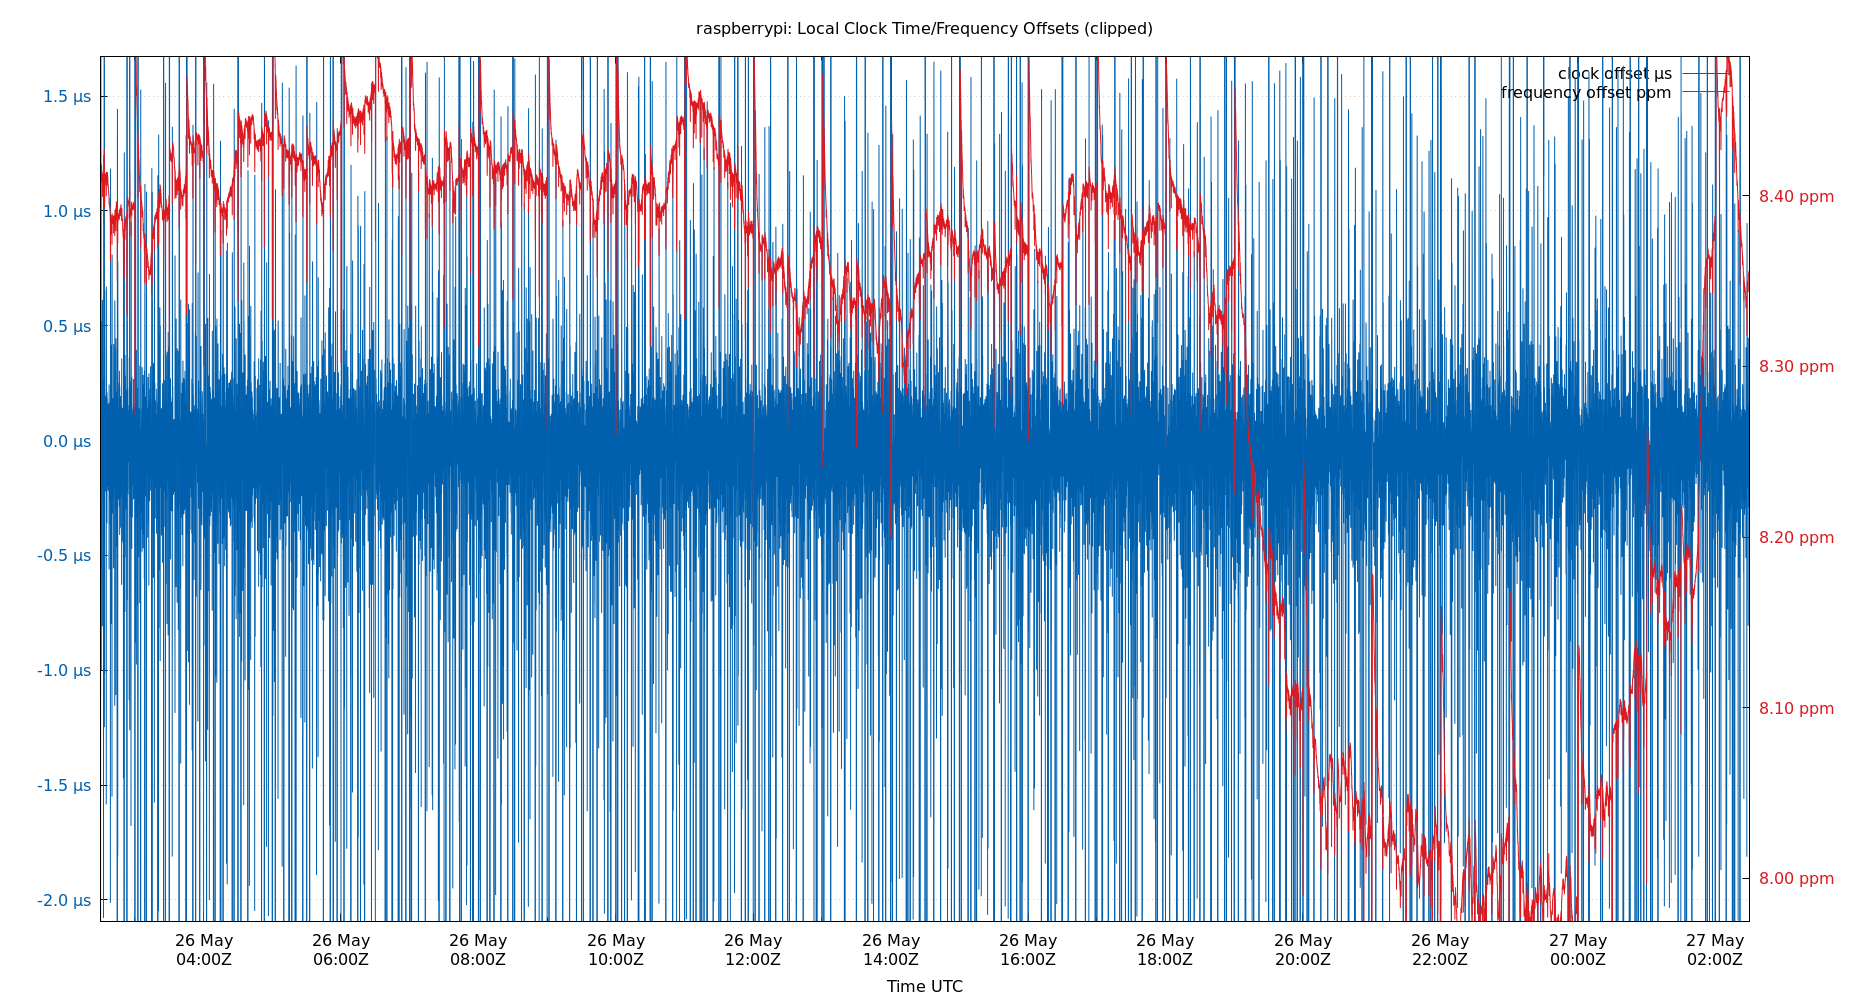 raspberrypi: Local Clock Time/Frequency Offsets (clipped)
clock offset µs
frequency offset ppm
1.5 µs
1.0 µs
0.5 µs
0.0 µs
-0.5 µs
-1.0 µs
-1.5 µs
-2.0 µs
8.40 ppm
8.30 ppm
8.20 ppm
8.10 ppm
8.00 ppm
26 May
04:00Z
26 May
06:00Z
26 May
08:00Z
26 May
10:00Z
26 May
12:00Z
26 May
14:00Z
26 May
16:00Z
26 May
18:00Z
26 May
20:00Z
26 May
22:00Z
27 May
00:00Z
27 May
02:00Z
Time UTC